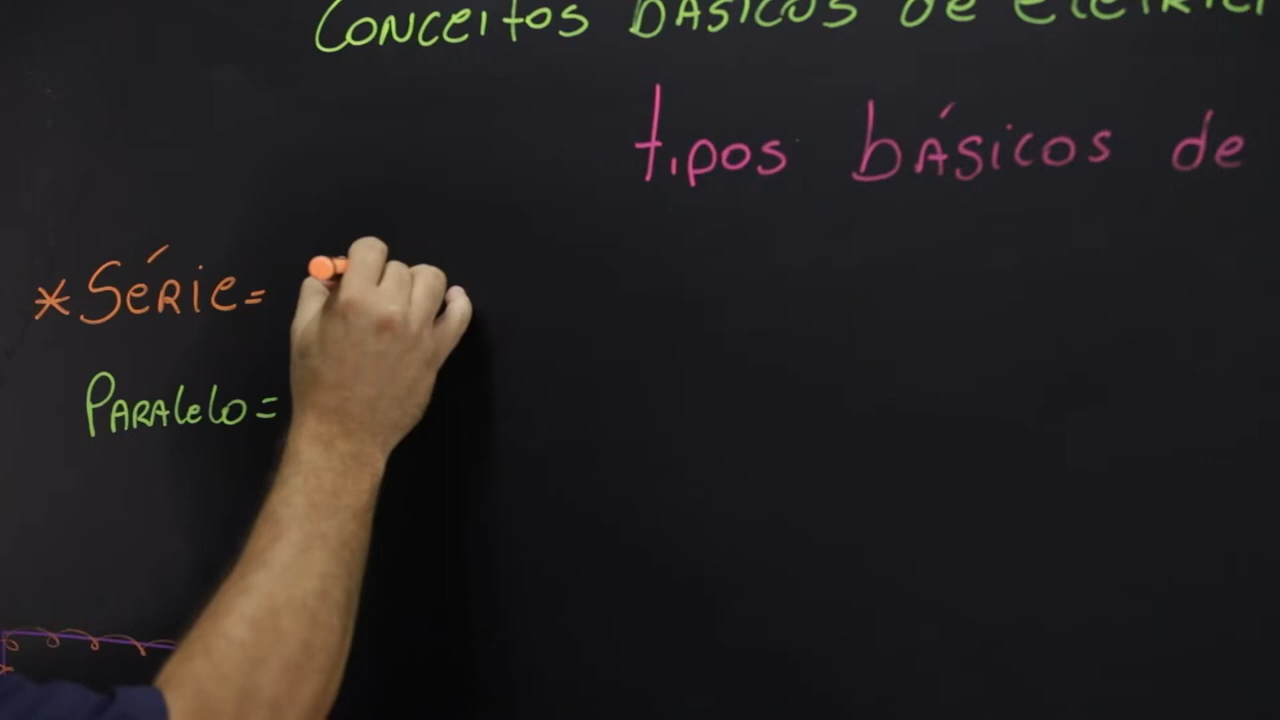 Conceitos básicos de
tipos básicos de
* Série=
Paralelo=